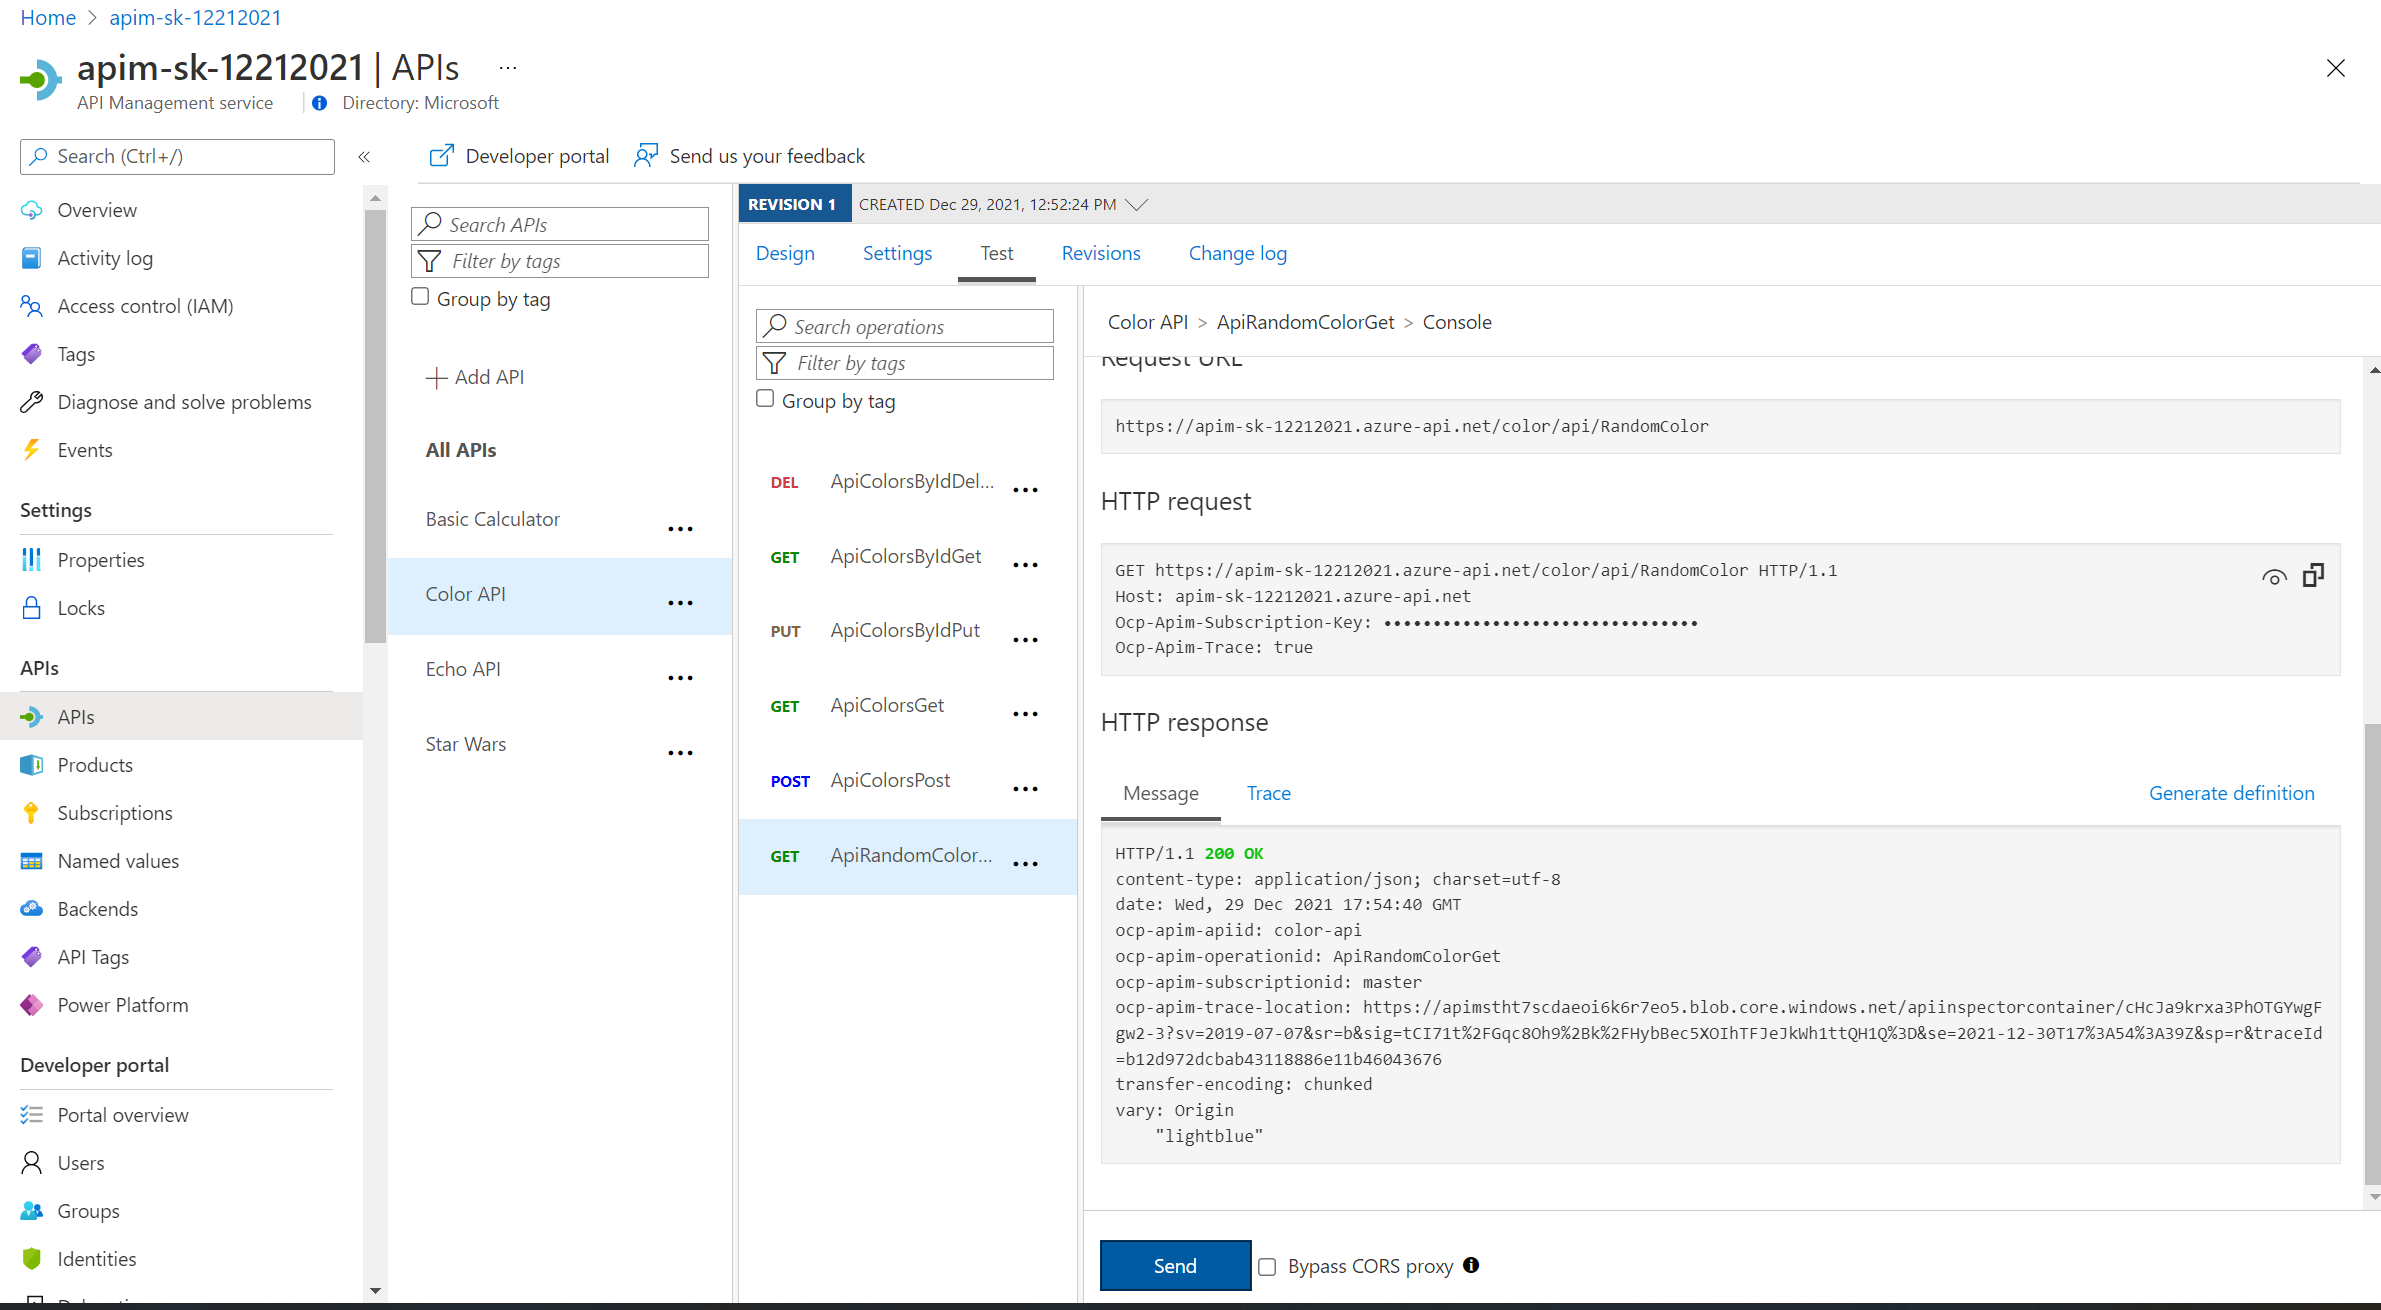 Home > apim-sk-12212021
apim-sk-12212021 | APIs ...
API Management service
Directory: Microsoft
Search (Ctrl+/)
«
Overview
Activity log
Access control (IAM)
Tags
Diagnose and solve problems
Events
Settings
Properties
Locks
APIs
APIs
Products
Subscriptions
Named values
Backends
API Tags
Power Platform
Developer portal
Portal overview
Users
Groups
Identities
Developer portal
Send us your feedback
Search APIs
Filter by tags
Group by tag
+ Add API
All APIs
Basic Calculator ...
Color API ...
Echo API ...
Star Wars ...
REVISION 1 CREATED Dec 29, 2021, 12:52:24 PM
Design Settings Test Revisions Change log
Search operations
Filter by tags
Group by tag
DEL ApiColorsByIdDel... ...
GET ApiColorsByIdGet ...
PUT ApiColorsByIdPut ...
GET ApiColorsGet ...
POST ApiColorsPost ...
GET ApiRandomColor... ...
Color API > ApiRandomColorGet > Console
Request URL
https://apim-sk-12212021.azure-api.net/color/api/RandomColor
HTTP request
GET https://apim-sk-12212021.azure-api.net/color/api/RandomColor HTTP/1.1
Host: apim-sk-12212021.azure-api.net
Ocp-Apim-Subscription-Key: ••••••••••••••••••••••••••••••••
Ocp-Apim-Trace: true
HTTP response
Message Trace Generate definition
HTTP/1.1 200 OK
content-type: application/json; charset=utf-8
date: Wed, 29 Dec 2021 17:54:40 GMT
ocp-apim-apiid: color-api
ocp-apim-operationid: ApiRandomColorGet
ocp-apim-subscriptionid: master
ocp-apim-trace-location: https://apimstht7scdaeoi6k6r7eo5.blob.core.windows.net/apiinspectorcontainer/cHcJa9krxa3PhOTGYwgF
gw2-3?sv=2019-07-07&sr=b&sig=tCI71t%2FGqc8Oh9%2Bk%2FHybBec5XOIhTFJeJkWh1ttQH1Q%3D&se=2021-12-30T17%3A54%3A39Z&sp=r&traceId
=b12d972dcbab43118886e11b46043676
transfer-encoding: chunked
vary: Origin
"lightblue"
Send
Bypass CORS proxy